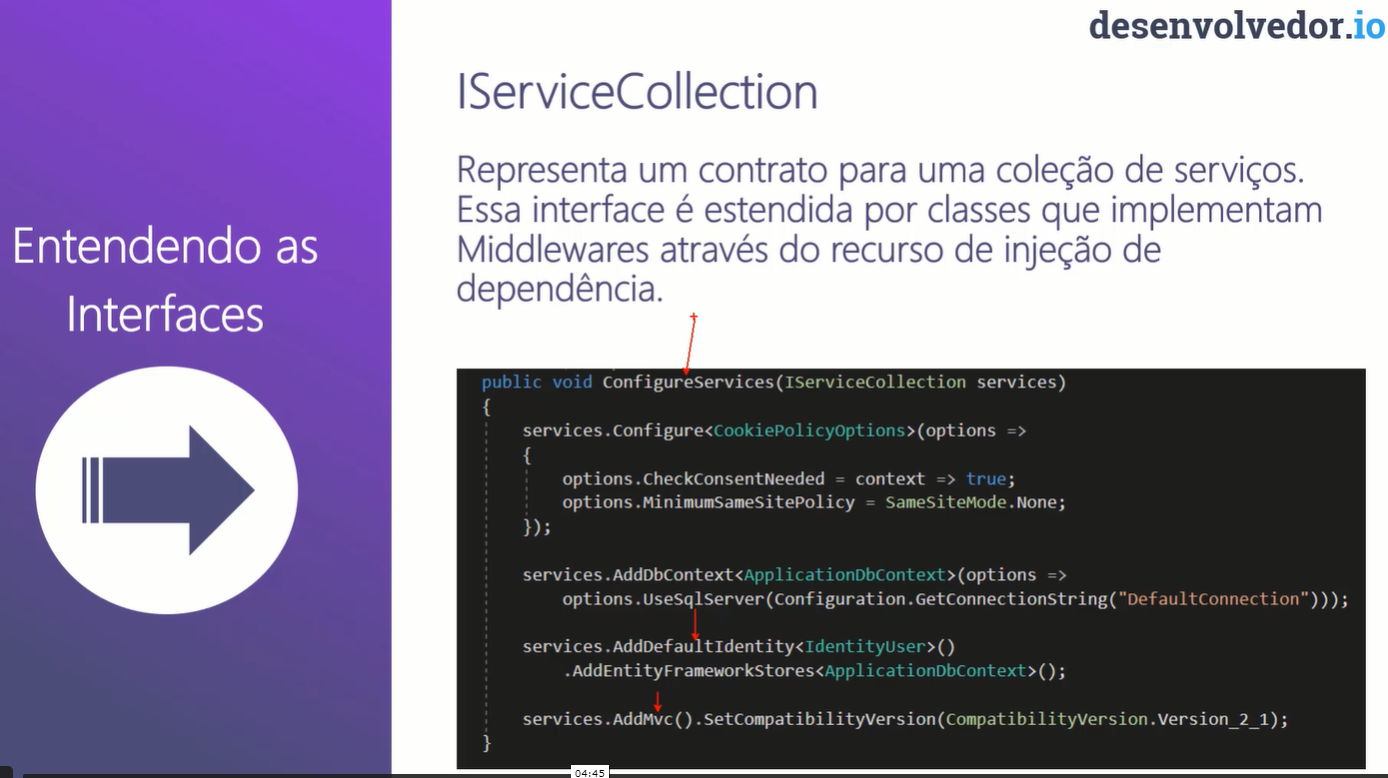 desenvolvedor.io
Entendendo as
Interfaces
IServiceCollection
Representa um contrato para uma coleção de serviços.
Essa interface é estendida por classes que implementam
Middlewares através do recurso de injeção de
dependência.
public void ConfigureServices(IServiceCollection services)
{
services.Configure<CookiePolicyOptions>(options =>
{
options.CheckConsentNeeded = context => true;
options.MinimumSameSitePolicy = SameSiteMode.None;
});
services.AddDbContext<ApplicationDbContext>(options =>
options.UseSqlServer(Configuration.GetConnectionString("DefaultConnection")));
services.AddDefaultIdentity<IdentityUser>()
.AddEntityFrameworkStores<ApplicationDbContext>();
services.AddMvc().SetCompatibilityVersion(CompatibilityVersion.Version_2_1);
}
04:45